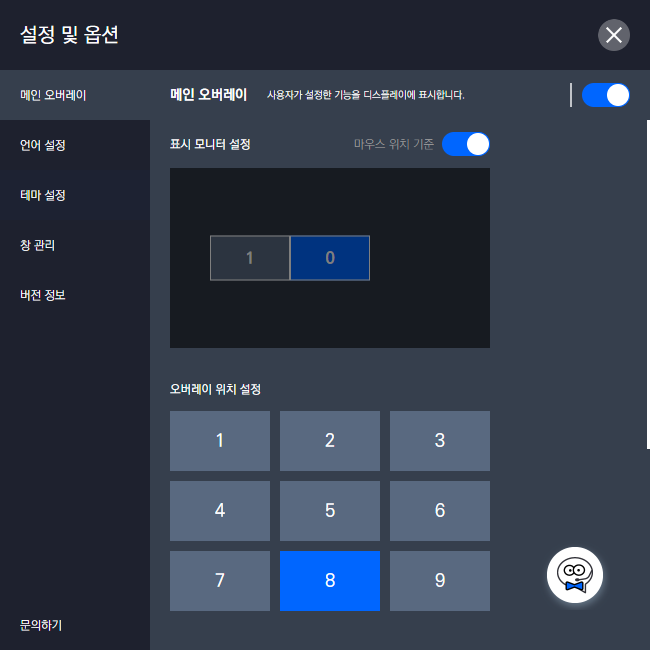 설정 및 옵션
메인 오버레이
메인 오버레이 사용자가 설정한 기능을 디스플레이에 표시합니다.
언어 설정
표시 모니터 설정 마우스 위치 기준
테마 설정
창 관리
1 0
버전 정보
오버레이 위치 설정
1 2 3
4 5 6
7 8 9
문의하기